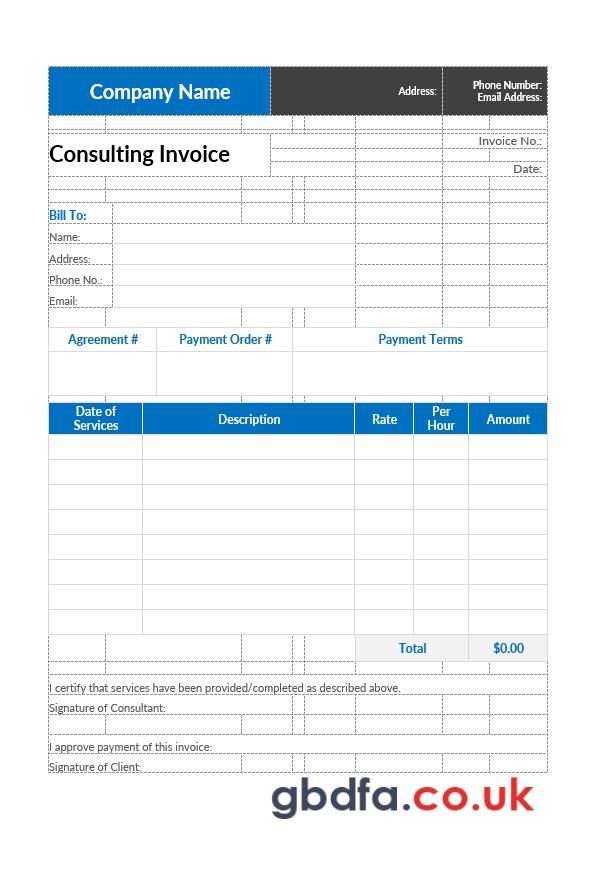 Company Name
Address:
Phone Number:
Email Address:
Consulting Invoice
Invoice No.:
Date:
Bill To:
Name:
Address:
Phone No.:
Email:
Agreement # Payment Order # Payment Terms
Date of Services Description Rate Per Hour Amount
Total $0.00
I certify that services have been provided/completed as described above.
Signature of Consultant:
I approve payment of this invoice:
Signature of Client:
gbdfa.co.uk